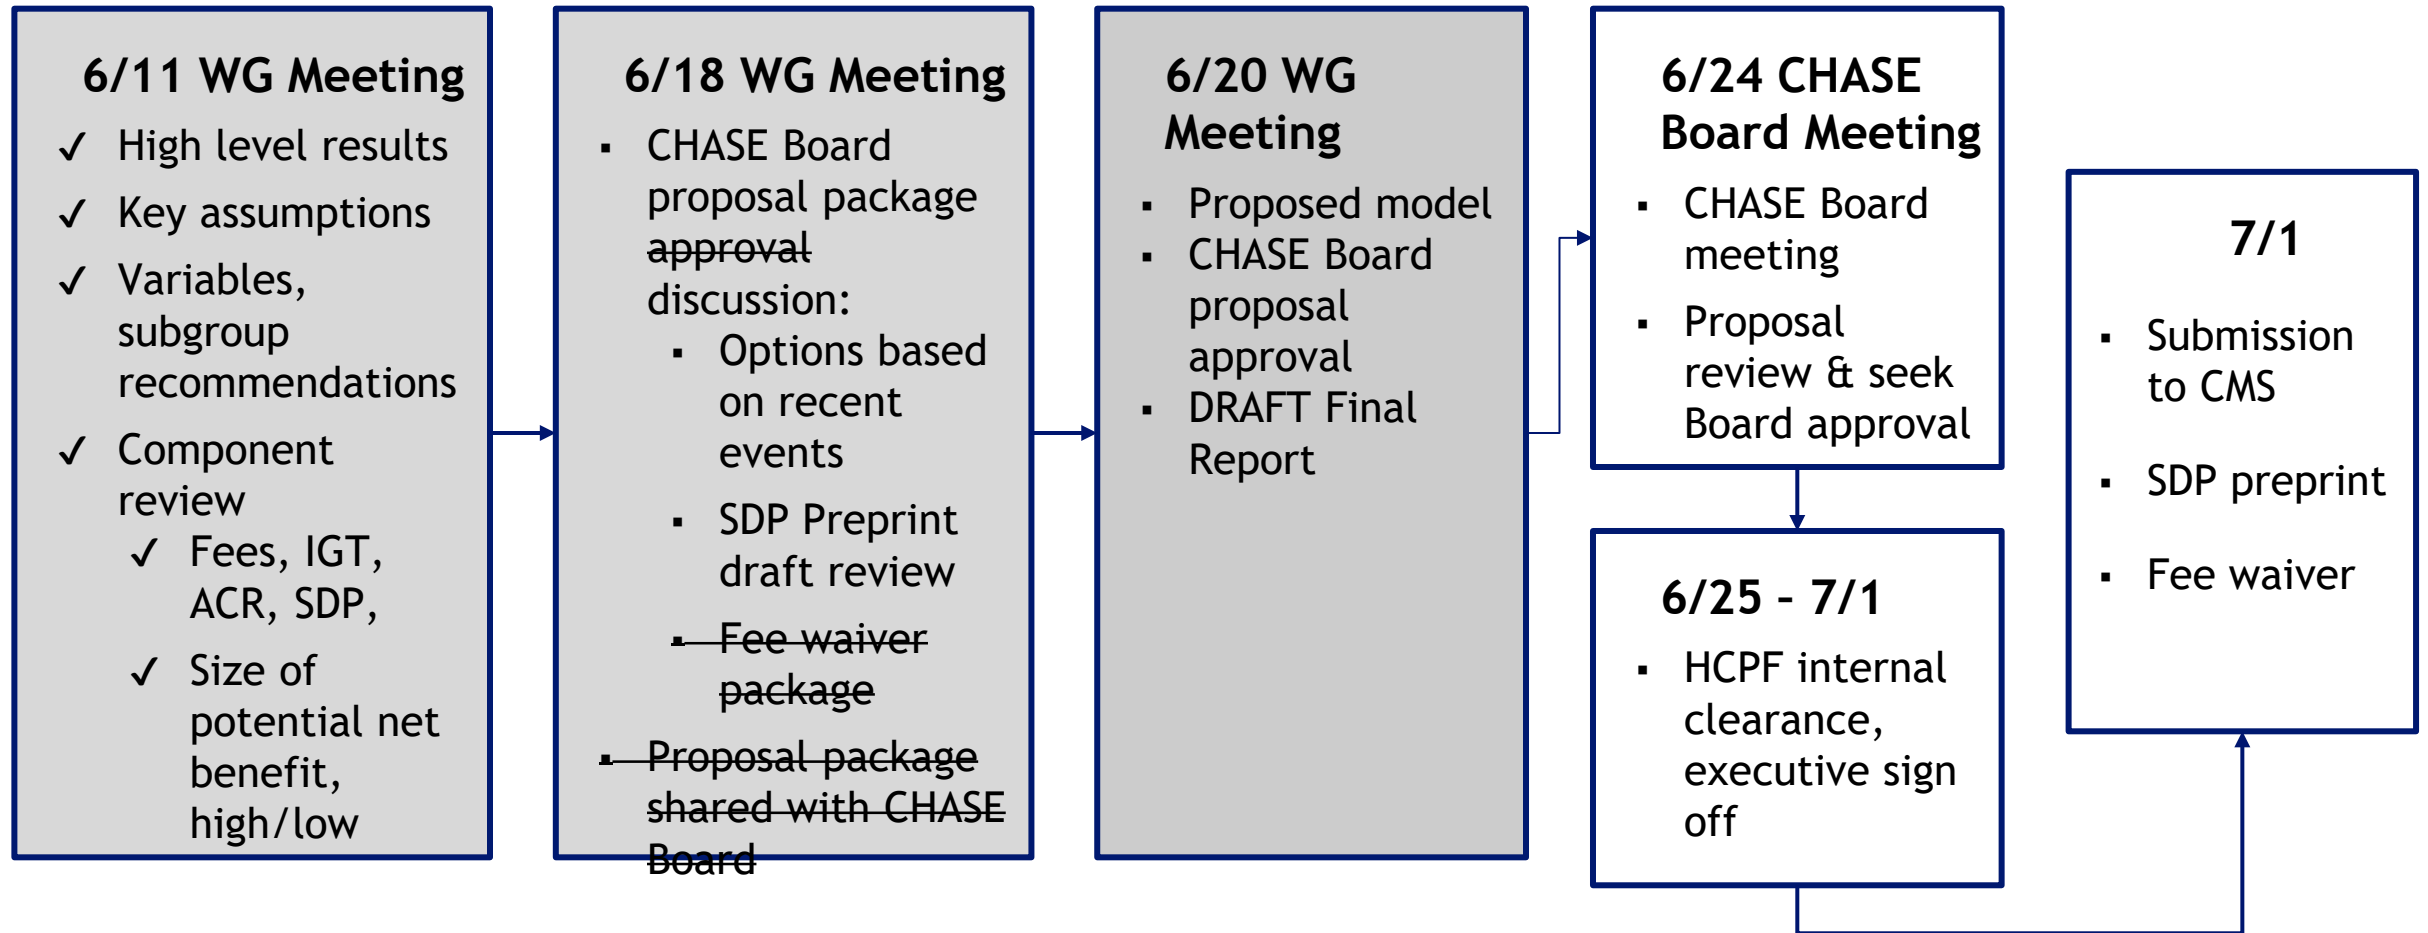 6/11 WG Meeting
✓ High level results
✓ Key assumptions
✓ Variables,
subgroup
recommendations
✓ Component
review
✓ Fees, IGT,
ACR, SDP,
✓ Size of
potential net
benefit,
high/low
6/18 WG Meeting
▪ CHASE Board
proposal package
approval
discussion:
▪ Options based
on recent
events
▪ SDP Preprint
draft review
▪ Fee waiver
package
▪ Proposal package
shared with CHASE
Board
6/20 WG
Meeting
▪ Proposed model
▪ CHASE Board
proposal
approval
▪ DRAFT Final
Report
6/24 CHASE
Board Meeting
▪ CHASE Board
meeting
▪ Proposal
review & seek
Board approval
6/25 – 7/1
▪ HCPF internal
clearance,
executive sign
off
7/1
▪ Submission
to CMS
▪ SDP preprint
▪ Fee waiver